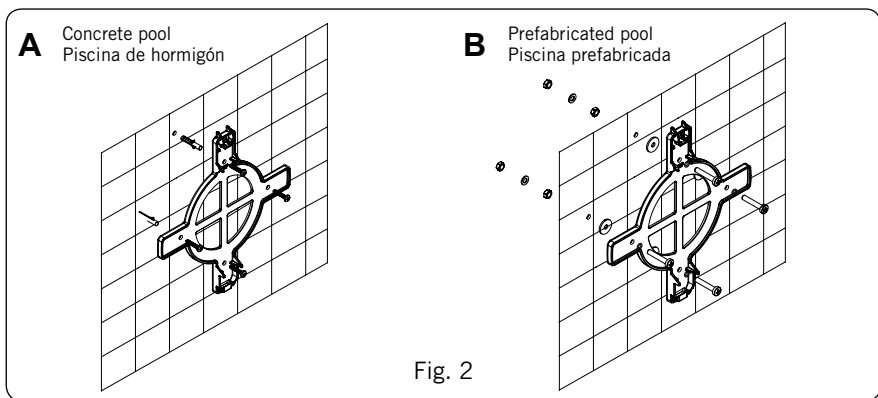 A
Concrete pool
Piscina de hormigón
B
Prefabricated pool
Piscina prefabricada
Fig. 2